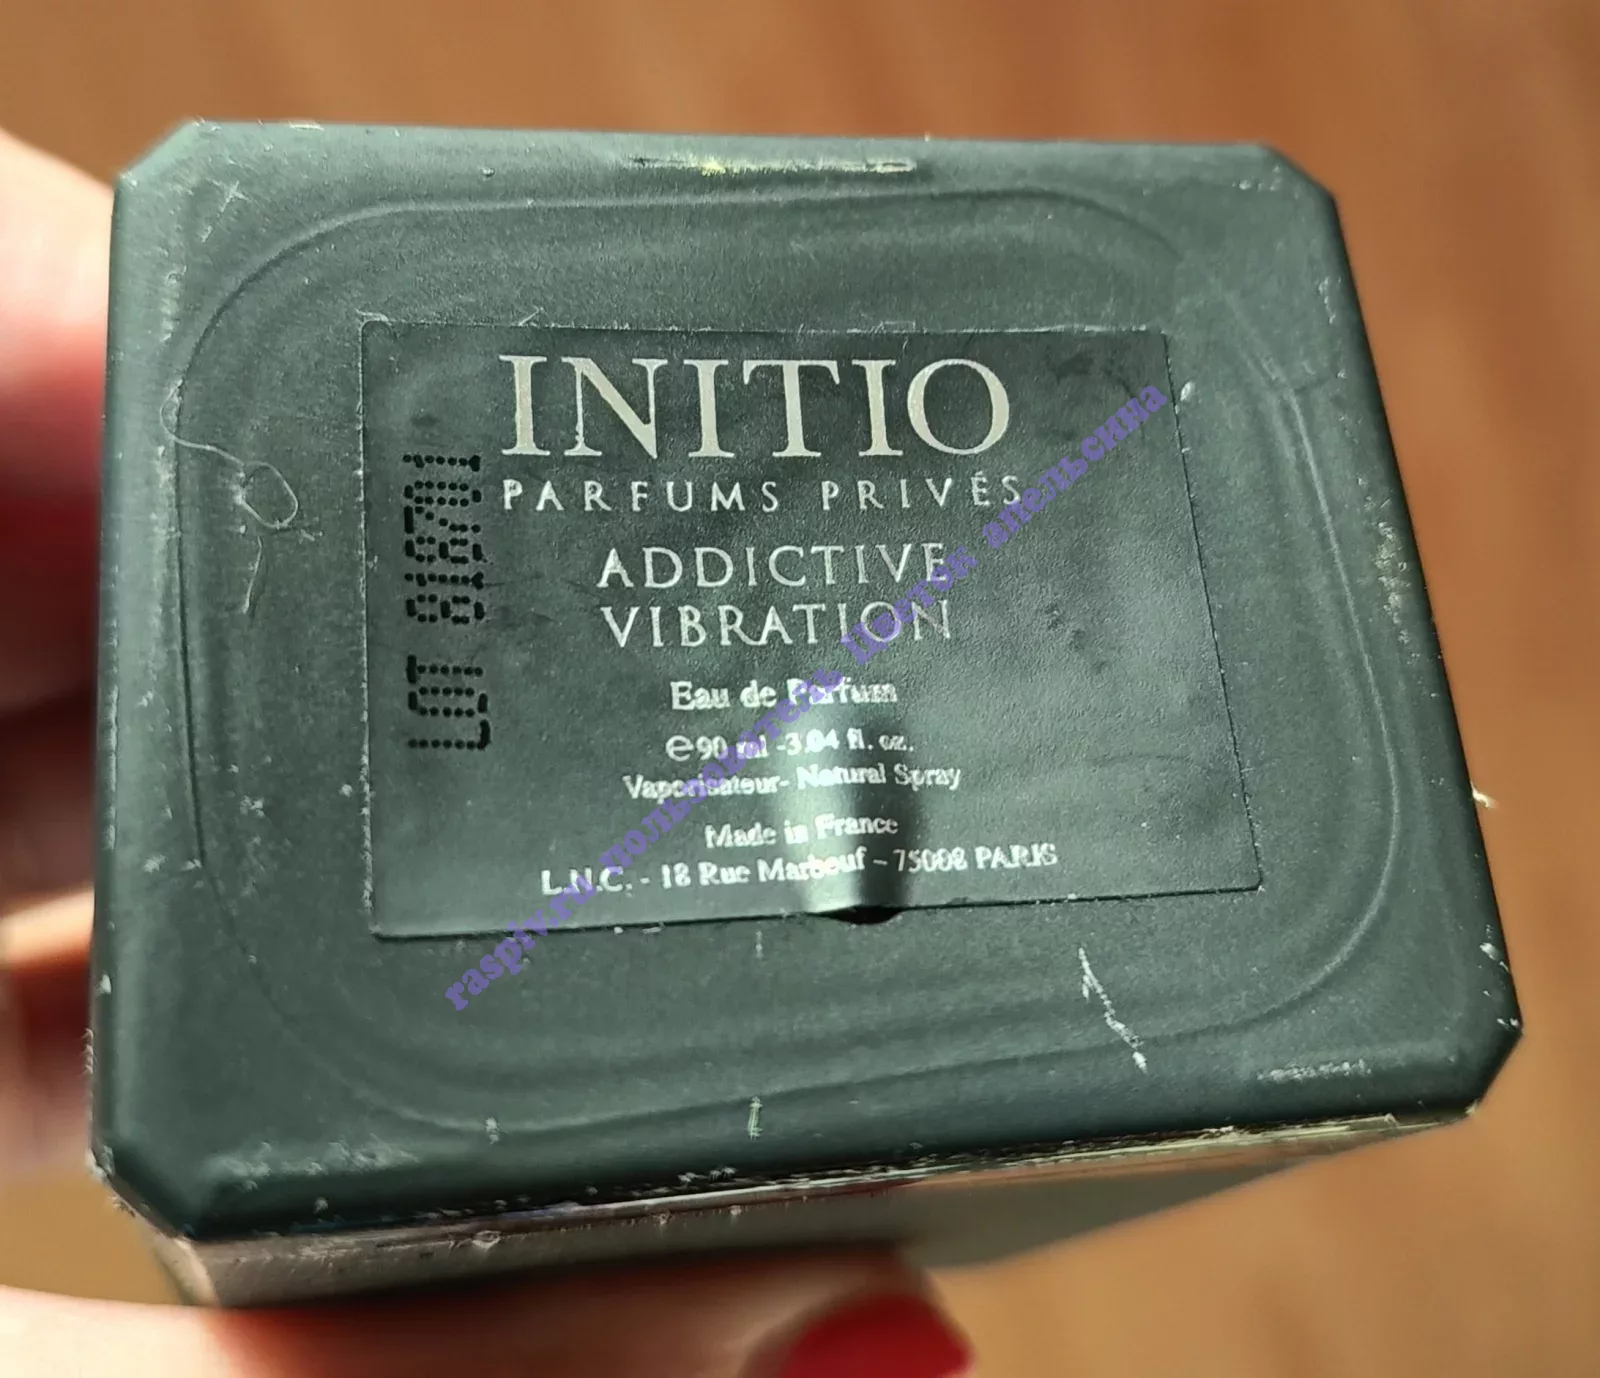 INITIO
PARFUMS PRIVÉS
ADDICTIVE
VIBRATION
Eau de Parfum
℮90 ml -3.04 fl. oz.
Vaporisateur- Natural Spray
Made in France
L.N.C. - 18 Rue Marbeuf - 75008 PARIS
LOT 918701
raspiv.ru пользователь Цветок апельсина